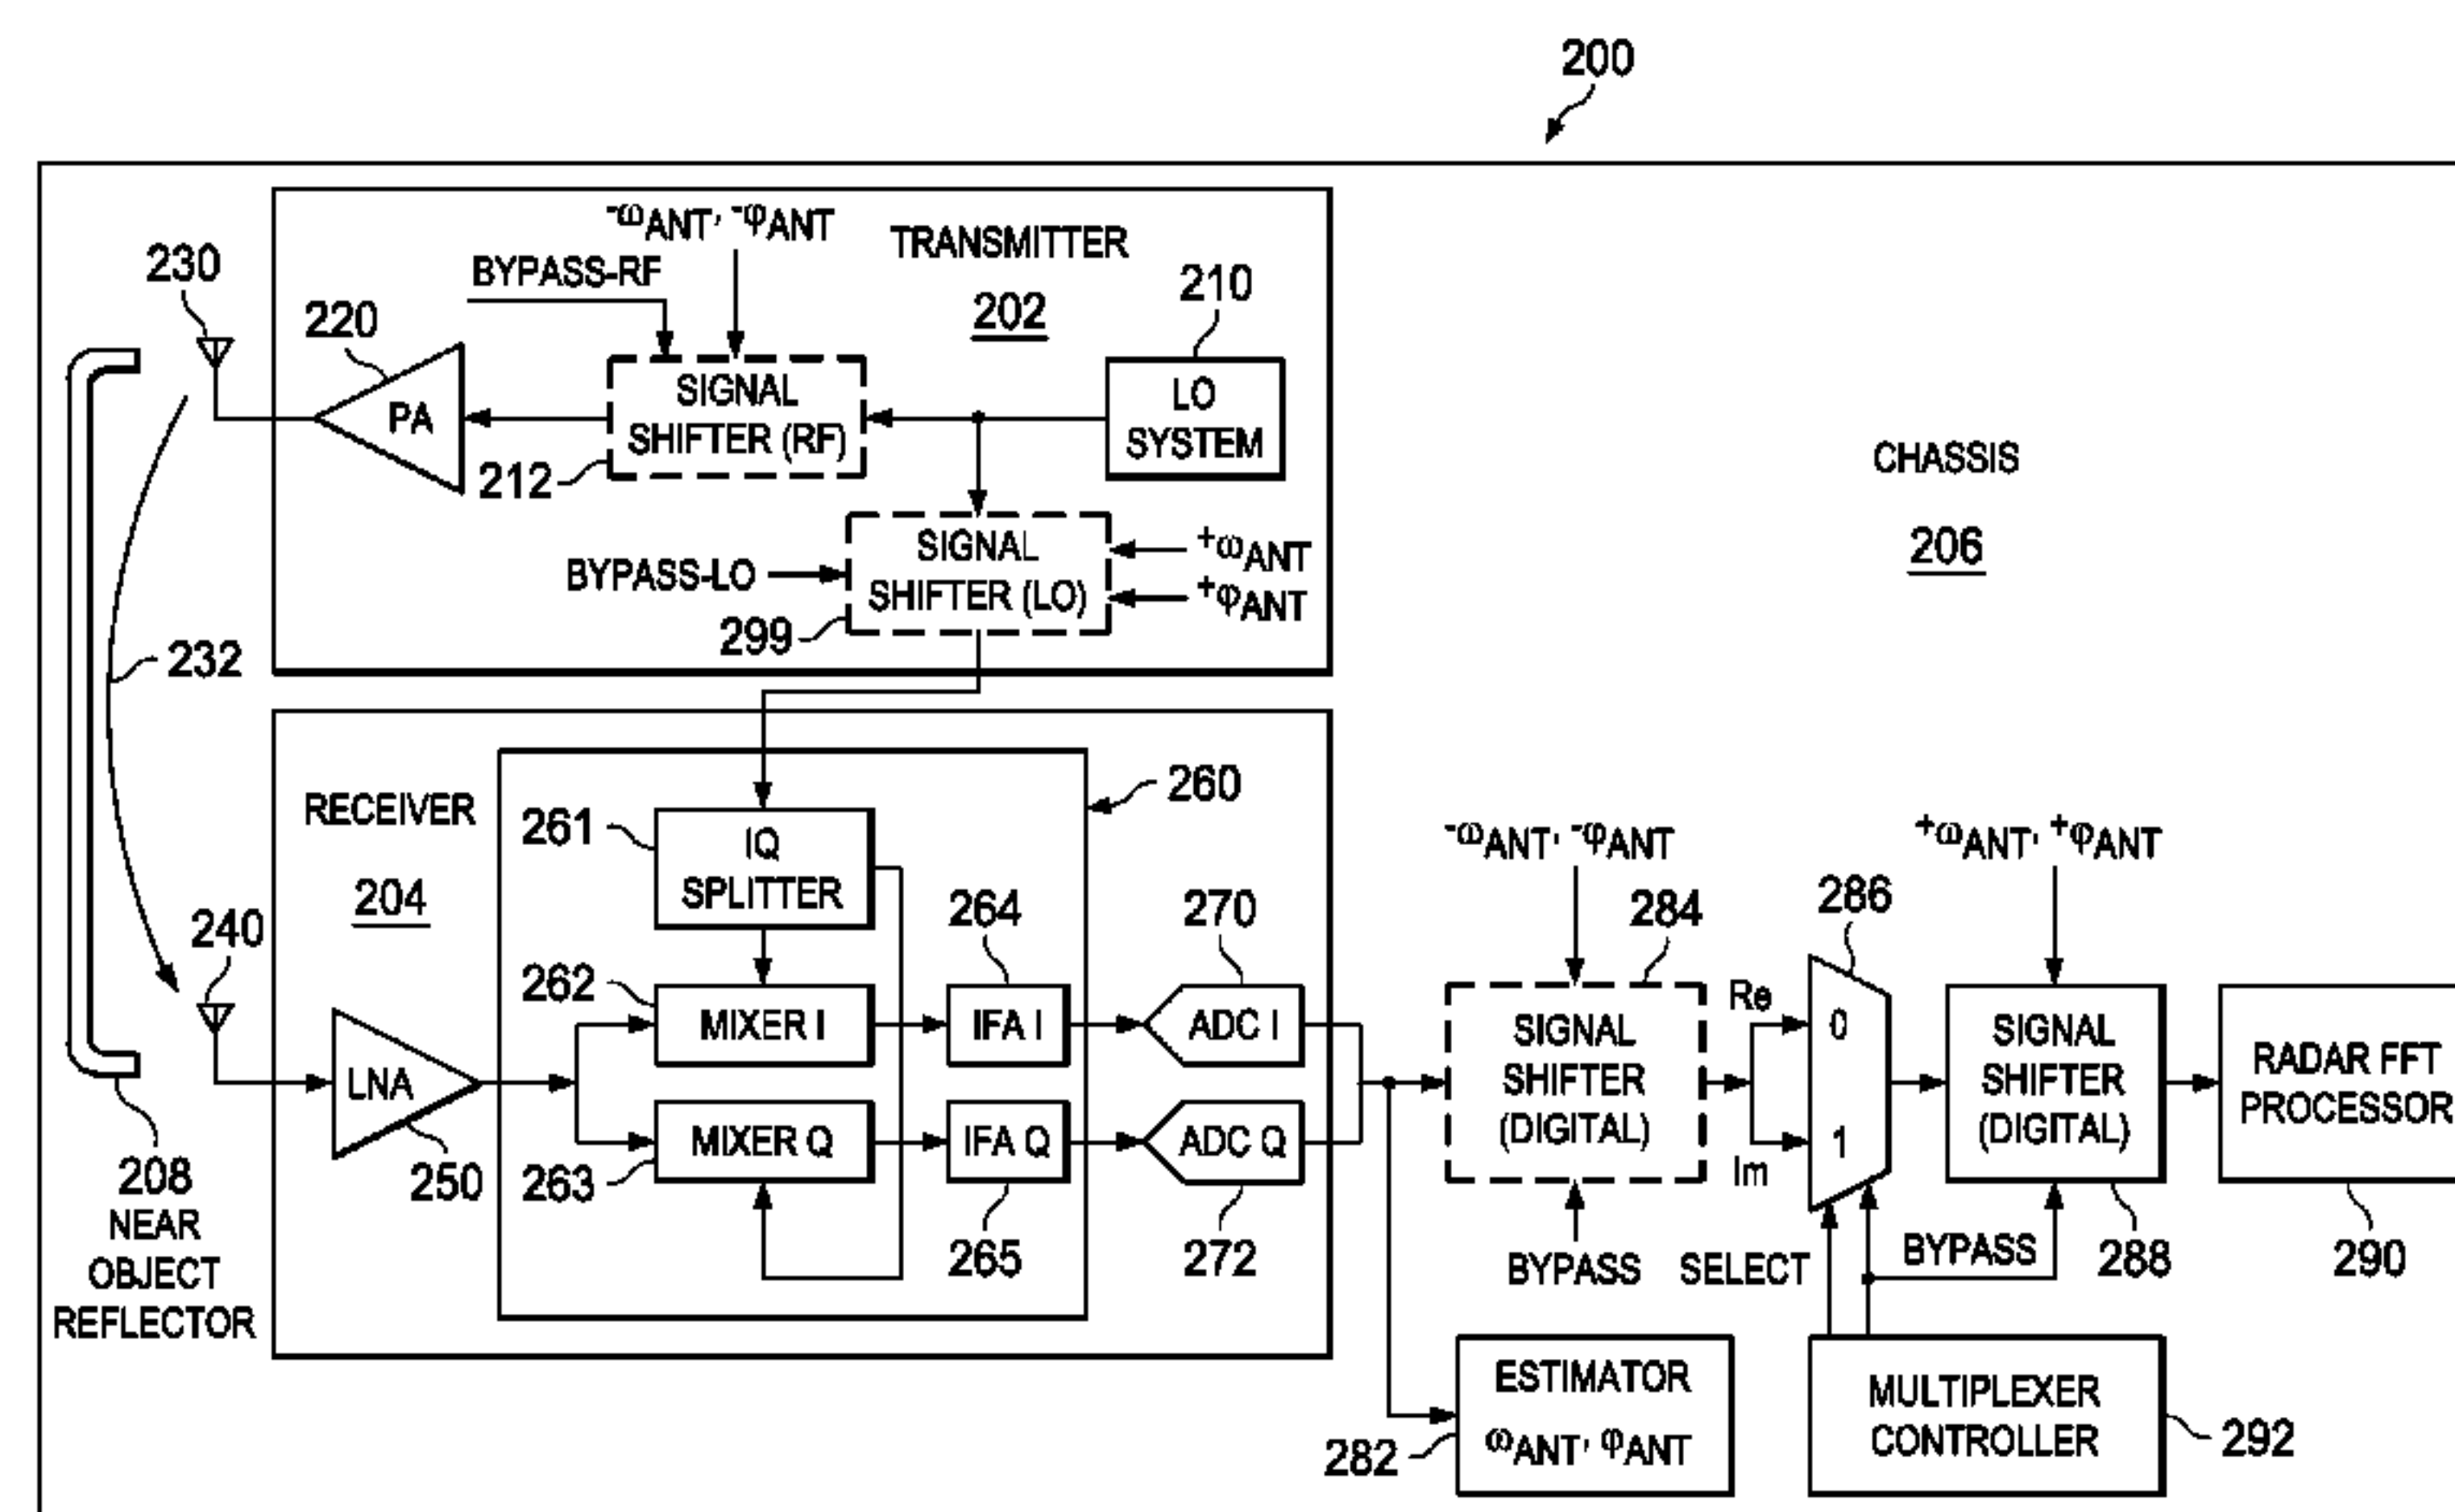 200
-ωANT, -φANT
TRANSMITTER
202
BYPASS-RF
230
220
210
PA
SIGNAL
SHIFTER (RF)
212
LO
SYSTEM
CHASSIS
206
SIGNAL
SHIFTER (LO)
BYPASS-LO
+ωANT
+φANT
299
232
RECEIVER
204
260
261
IQ
SPLITTER
240
262
264
270
MIXER I
IFA I
ADC I
LNA
250
MIXER Q
IFA Q
ADC Q
263
265
272
208
NEAR
OBJECT
REFLECTOR
-ωANT, -φANT
284
SIGNAL
SHIFTER
(DIGITAL)
BYPASS
Re
Im
286
0
1
SELECT
+ωANT, +φANT
SIGNAL
SHIFTER
(DIGITAL)
BYPASS
288
RADAR FFT
PROCESSOR
290
ESTIMATOR
ωANT, φANT
282
MULTIPLEXER
CONTROLLER
292